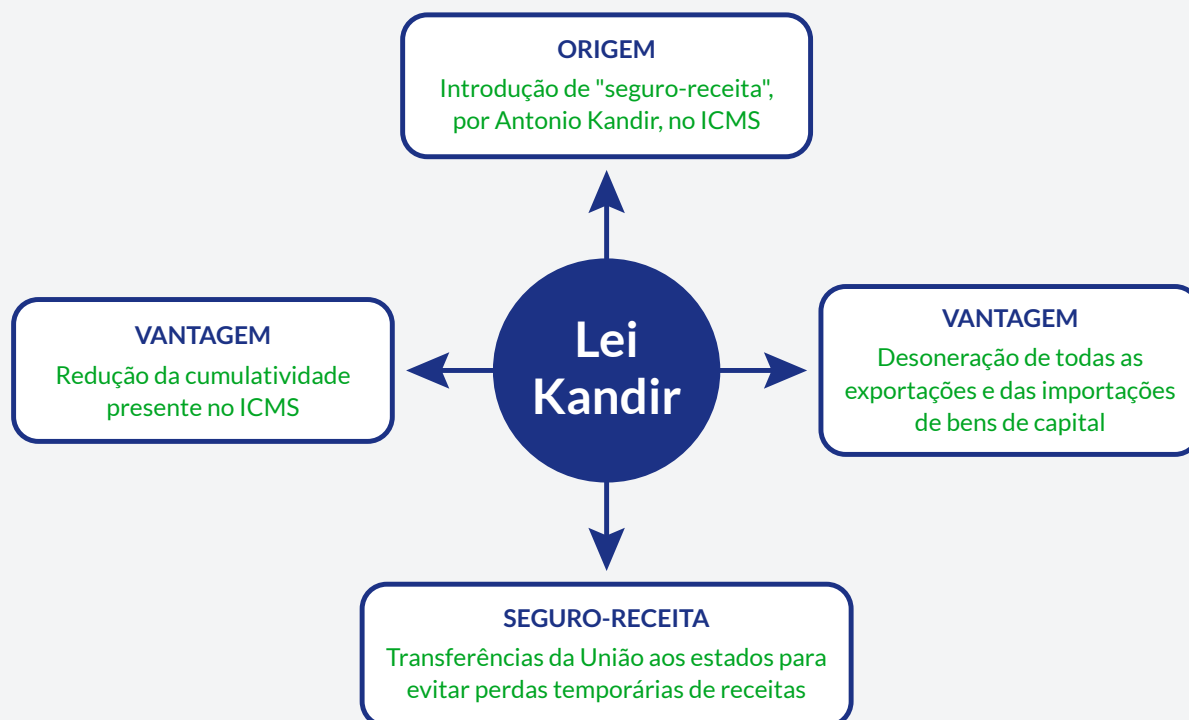 ORIGEM
Introdução de "seguro-receita",
por Antonio Kandir, no ICMS
VANTAGEM
Redução da cumulatividade
presente no ICMS
Lei
Kandir
VANTAGEM
Desoneração de todas as
exportações e das importações
de bens de capital
SEGURO-RECEITA
Transferências da União aos estados para
evitar perdas temporárias de receitas